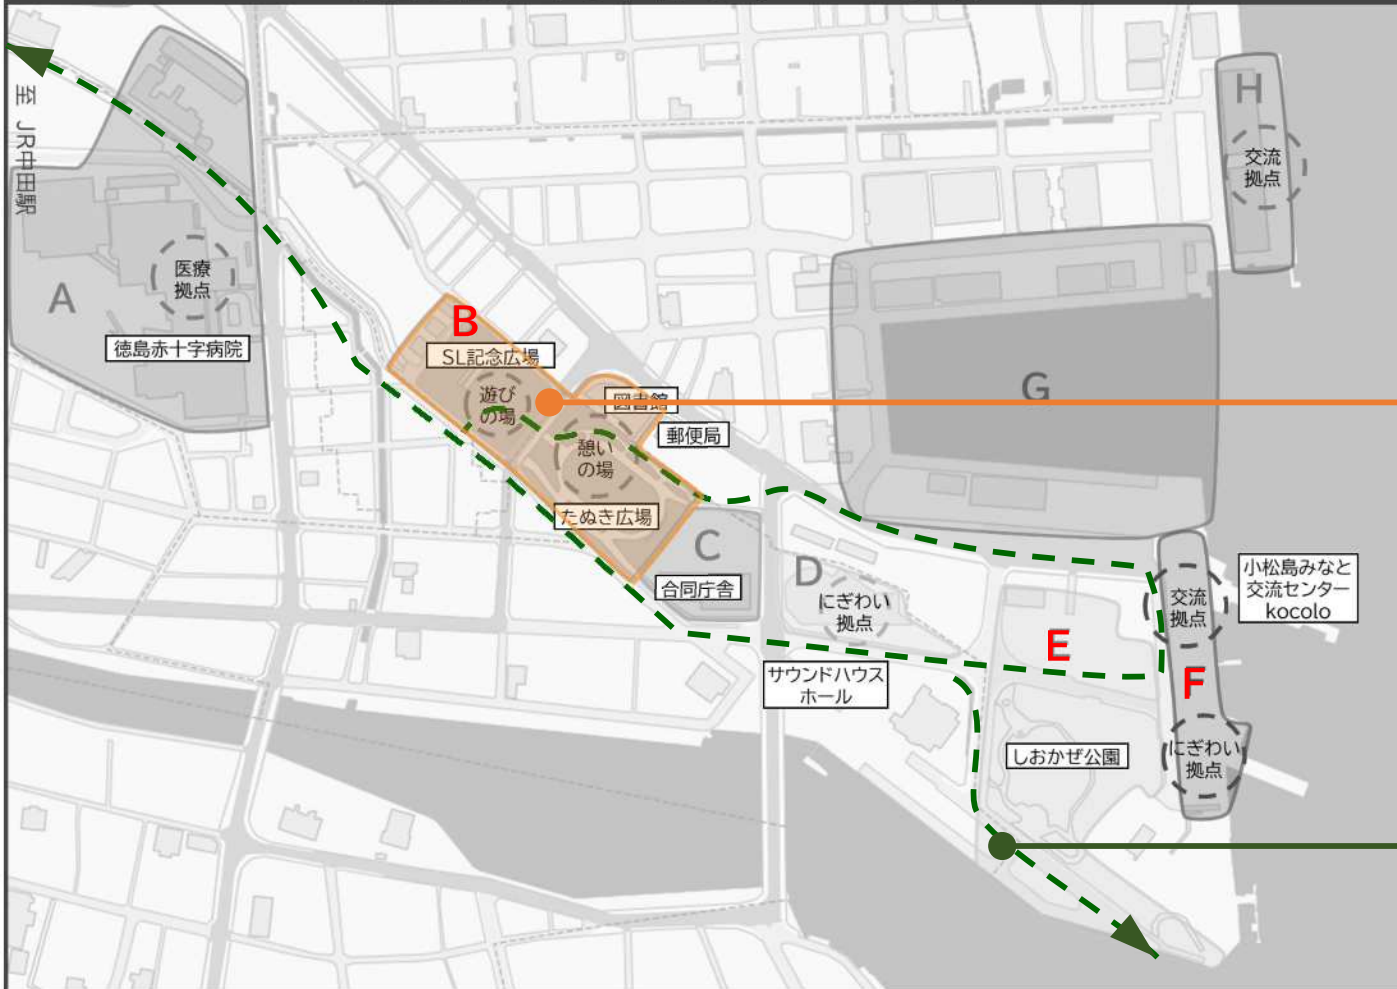 至 JR中田駅
A
医療
拠点
徳島赤十字病院
B
SL記念広場
遊び
の場
図書館
郵便局
憩い
の場
たぬき広場
C
合同庁舎
D
にぎわい
拠点
サウンドハウス
ホール
E
しおかぜ公園
F
交流
拠点
にぎわい
拠点
小松島みなと
交流センター
kocolo
G
H
交流
拠点